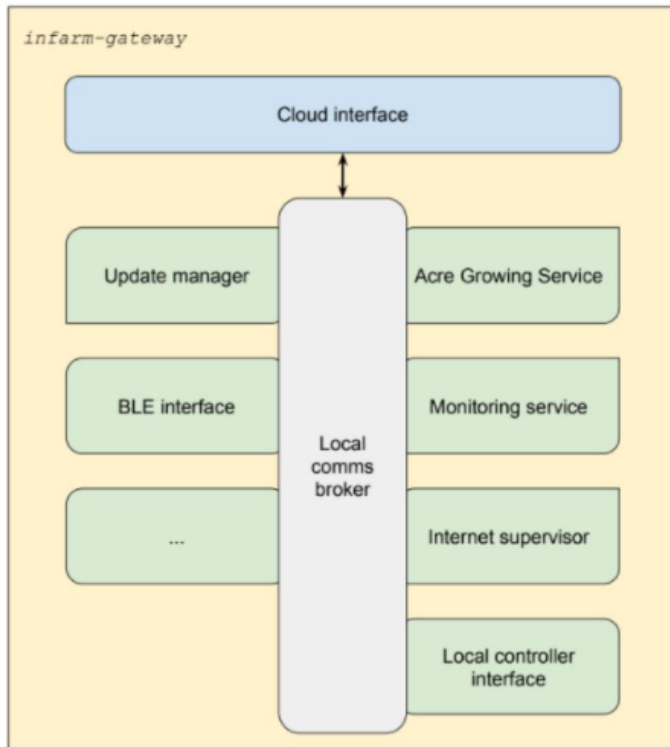 infarm-gateway
Cloud interface
Update manager
Acre Growing Service
BLE interface
Monitoring service
Local
comms
broker
...
Internet supervisor
Local controller
interface